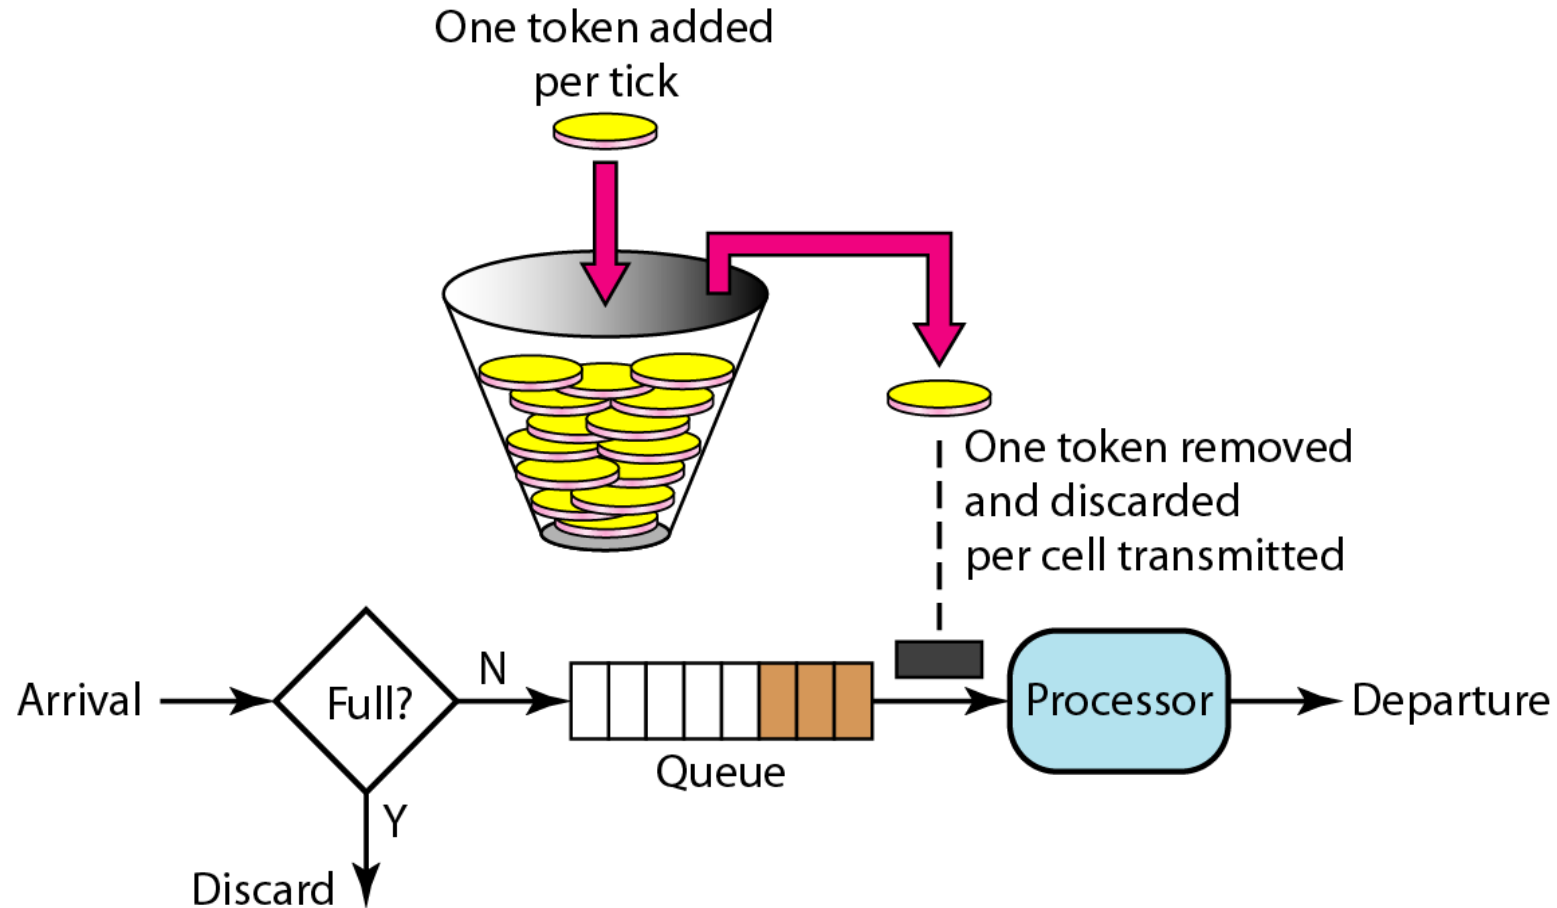 One token added
per tick
One token removed
and discarded
per cell transmitted
Arrival
Full?
N
Queue
Processor
Departure
Y
Discard